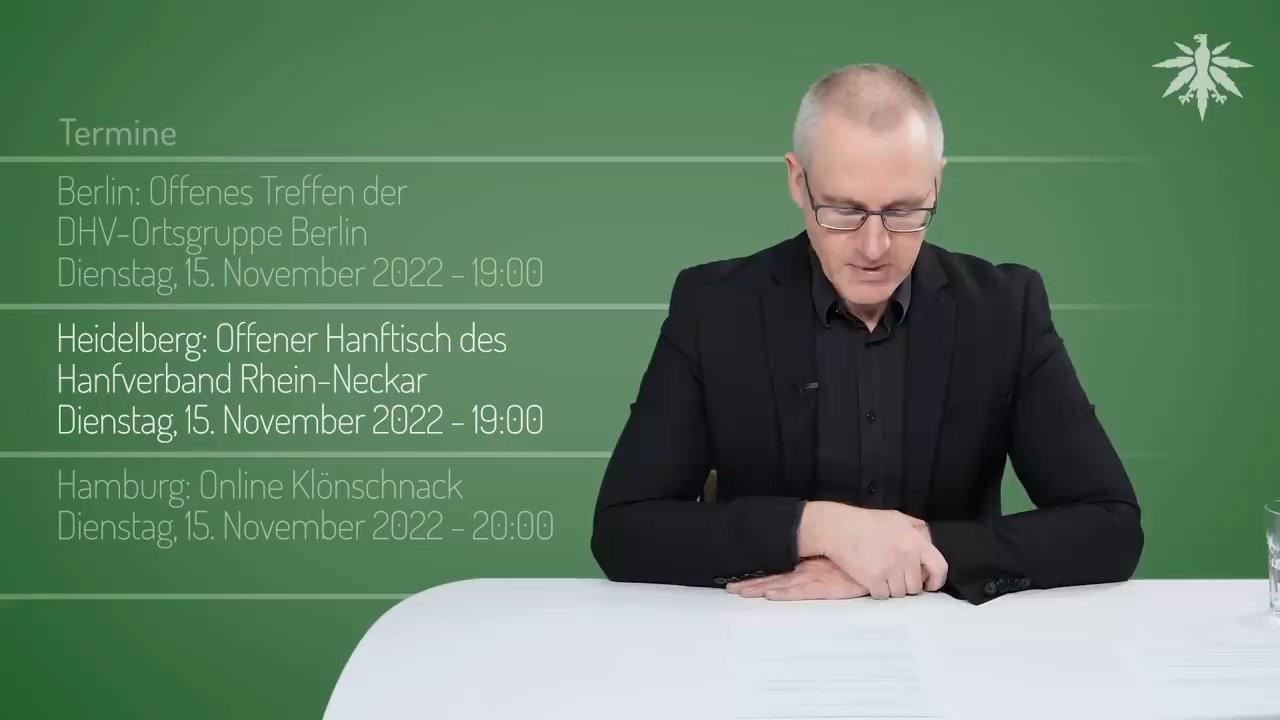 Termine
Berlin: Offenes Treffen der
DHV-Ortsgruppe Berlin
Dienstag, 15. November 2022 - 19:00
Heidelberg: Offener Hanftisch des
Hanfverband Rhein-Neckar
Dienstag, 15. November 2022 - 19:00
Hamburg: Online Klönschnack
Dienstag, 15. November 2022 - 20:00